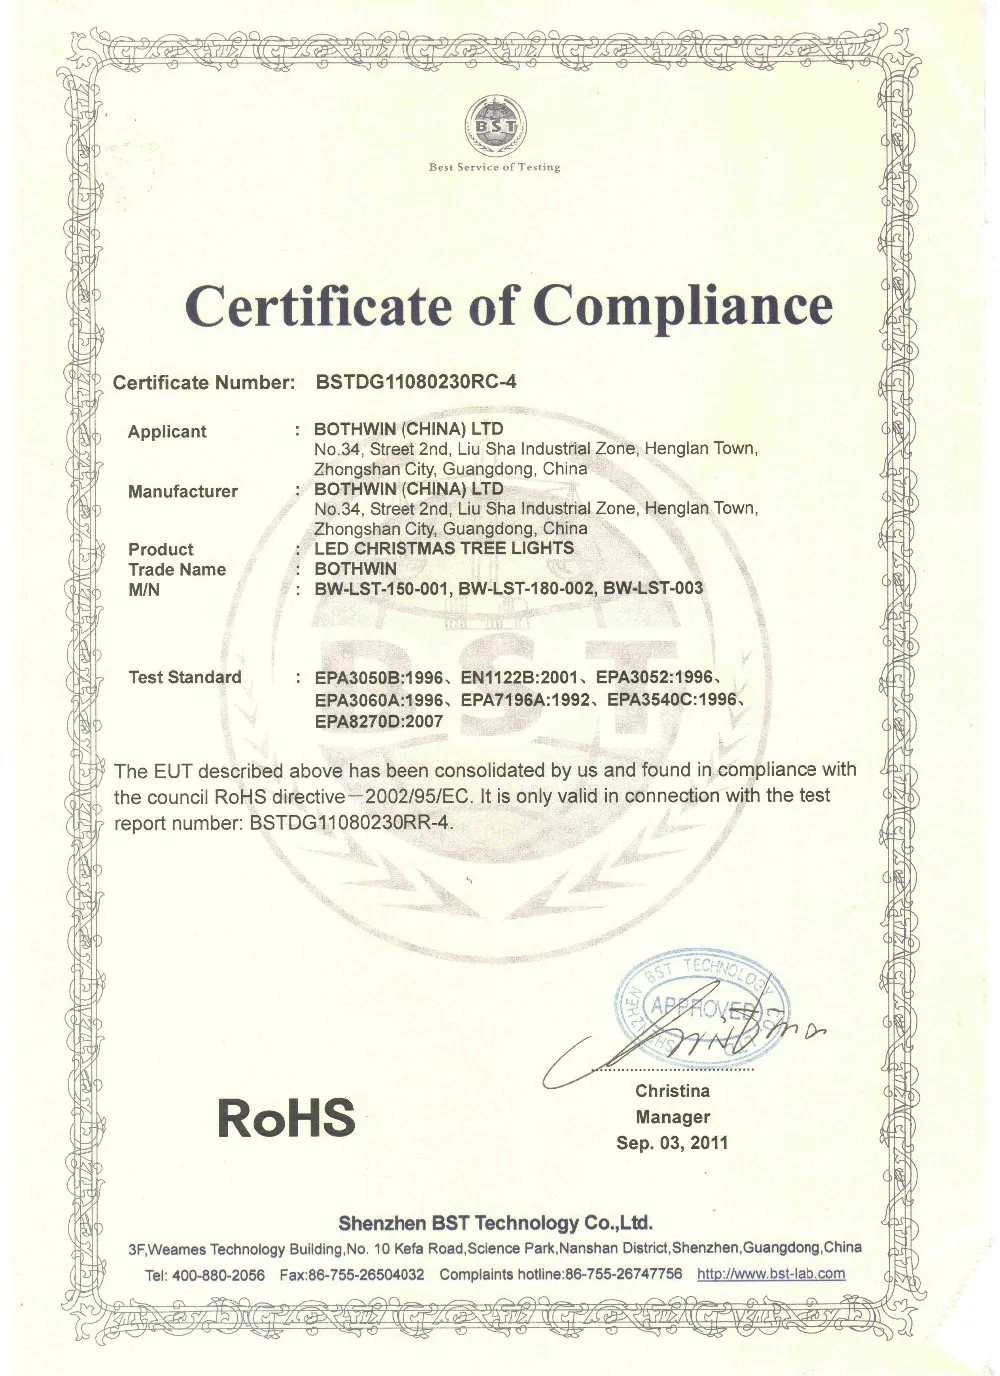 BST
Best Service of Testing
Certificate of Compliance
Certificate Number: BSTDG11080230RC-4
Applicant : BOTHWIN (CHINA) LTD
No.34, Street 2nd, Liu Sha Industrial Zone, Henglan Town,
Zhongshan City, Guangdong, China
Manufacturer : BOTHWIN (CHINA) LTD
No.34, Street 2nd, Liu Sha Industrial Zone, Henglan Town,
Zhongshan City, Guangdong, China
Product : LED CHRISTMAS TREE LIGHTS
Trade Name : BOTHWIN
M/N : BW-LST-150-001, BW-LST-180-002, BW-LST-003
BST
Test Standard : EPA3050B:1996、EN1122B:2001、EPA3052:1996、
EPA3060A:1996、EPA7196A:1992、EPA3540C:1996、
EPA8270D:2007
The EUT described above has been consolidated by us and found in compliance with
the council RoHS directive－2002/95/EC. It is only valid in connection with the test
report number: BSTDG11080230RR-4.
SHENZHEN BST TECHNOLOGY CO
APPROVED
Christina
RoHS
Christina
Manager
Sep. 03, 2011
Shenzhen BST Technology Co.,Ltd.
3F,Weames Technology Building,No. 10 Kefa Road,Science Park,Nanshan District,Shenzhen,Guangdong,China
Tel: 400-880-2056 Fax:86-755-26504032 Complaints hotline:86-755-26747756 http://www.bst-lab.com